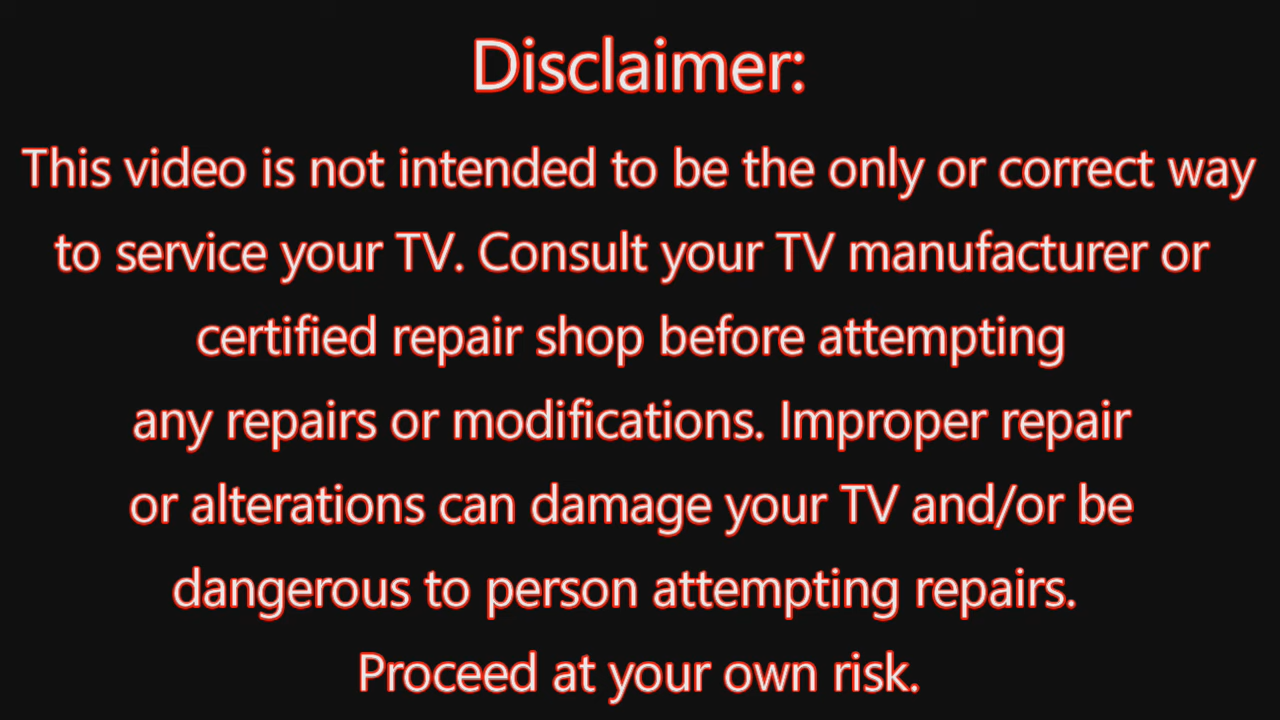 Disclaimer:
This video is not intended to be the only or correct way
to service your TV. Consult your TV manufacturer or
certified repair shop before attempting
any repairs or modifications. Improper repair
or alterations can damage your TV and/or be
dangerous to person attempting repairs.
Proceed at your own risk.